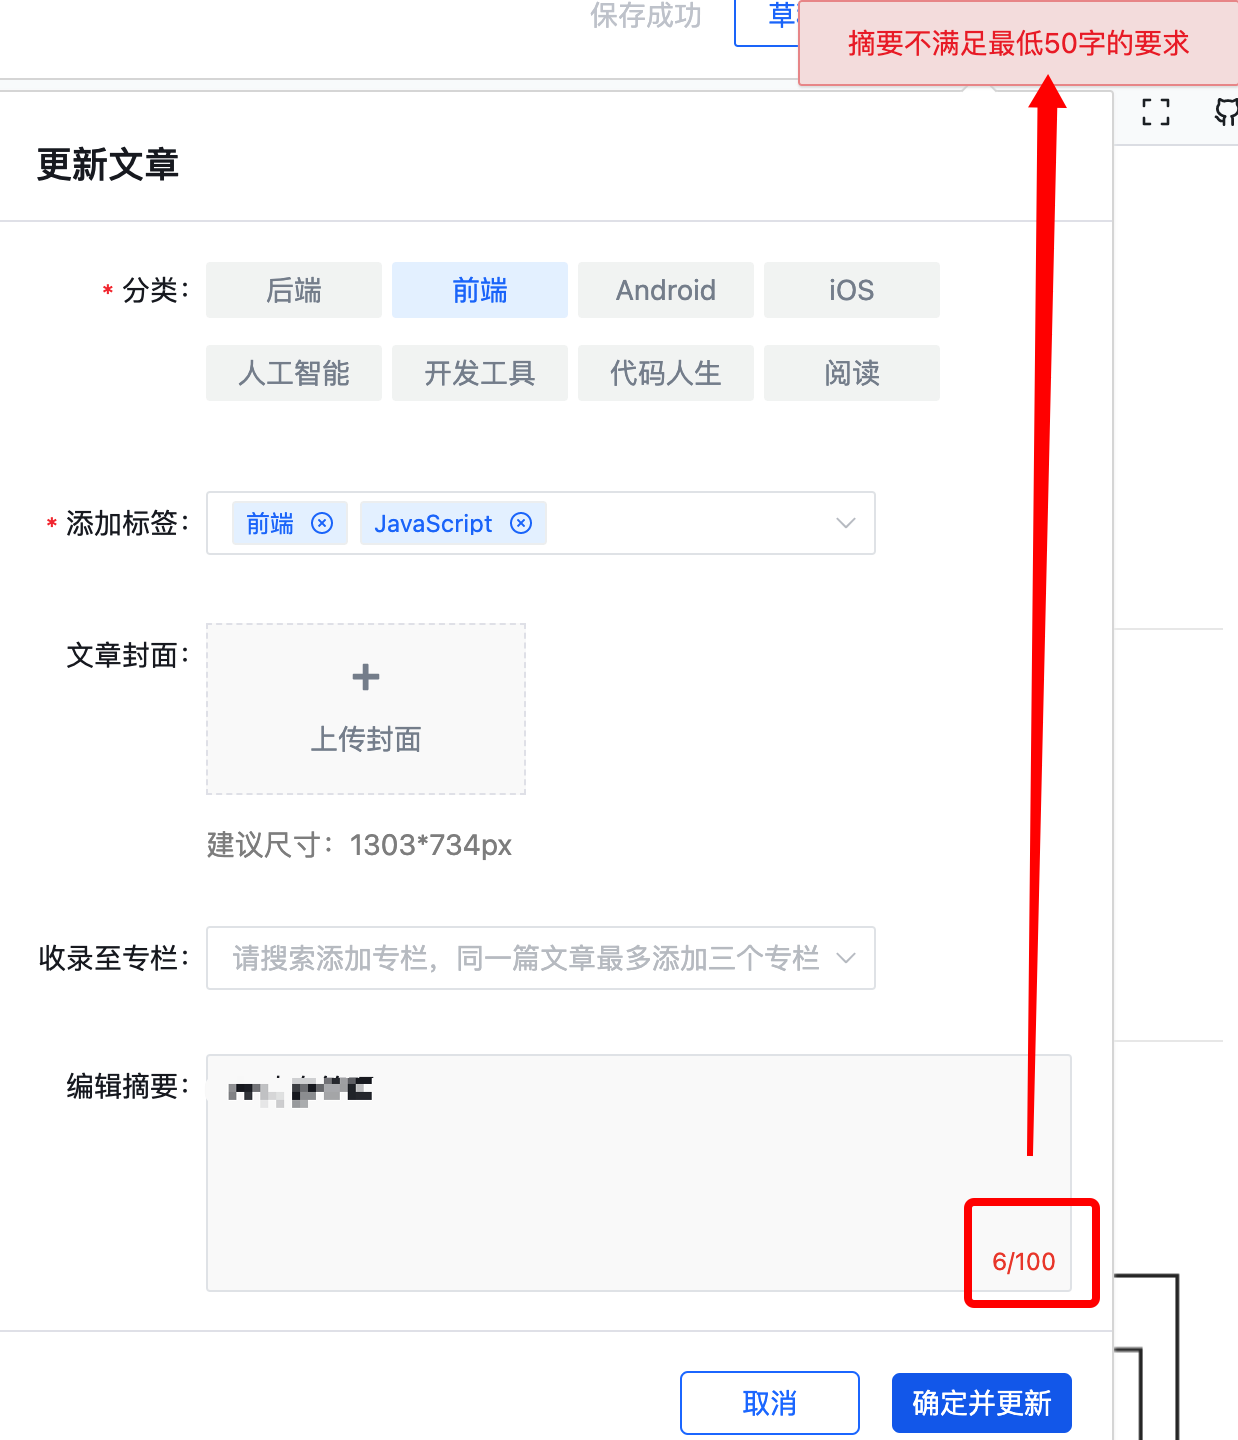 保存成功
草
摘要不满足最低50字的要求
更新文章
* 分类：
后端 前端 Android iOS
人工智能 开发工具 代码人生 阅读
* 添加标签：
前端 JavaScript
文章封面：
上传封面
建议尺寸：1303*734px
收录至专栏：
请搜索添加专栏，同一篇文章最多添加三个专栏
编辑摘要：
6/100
取消 确定并更新